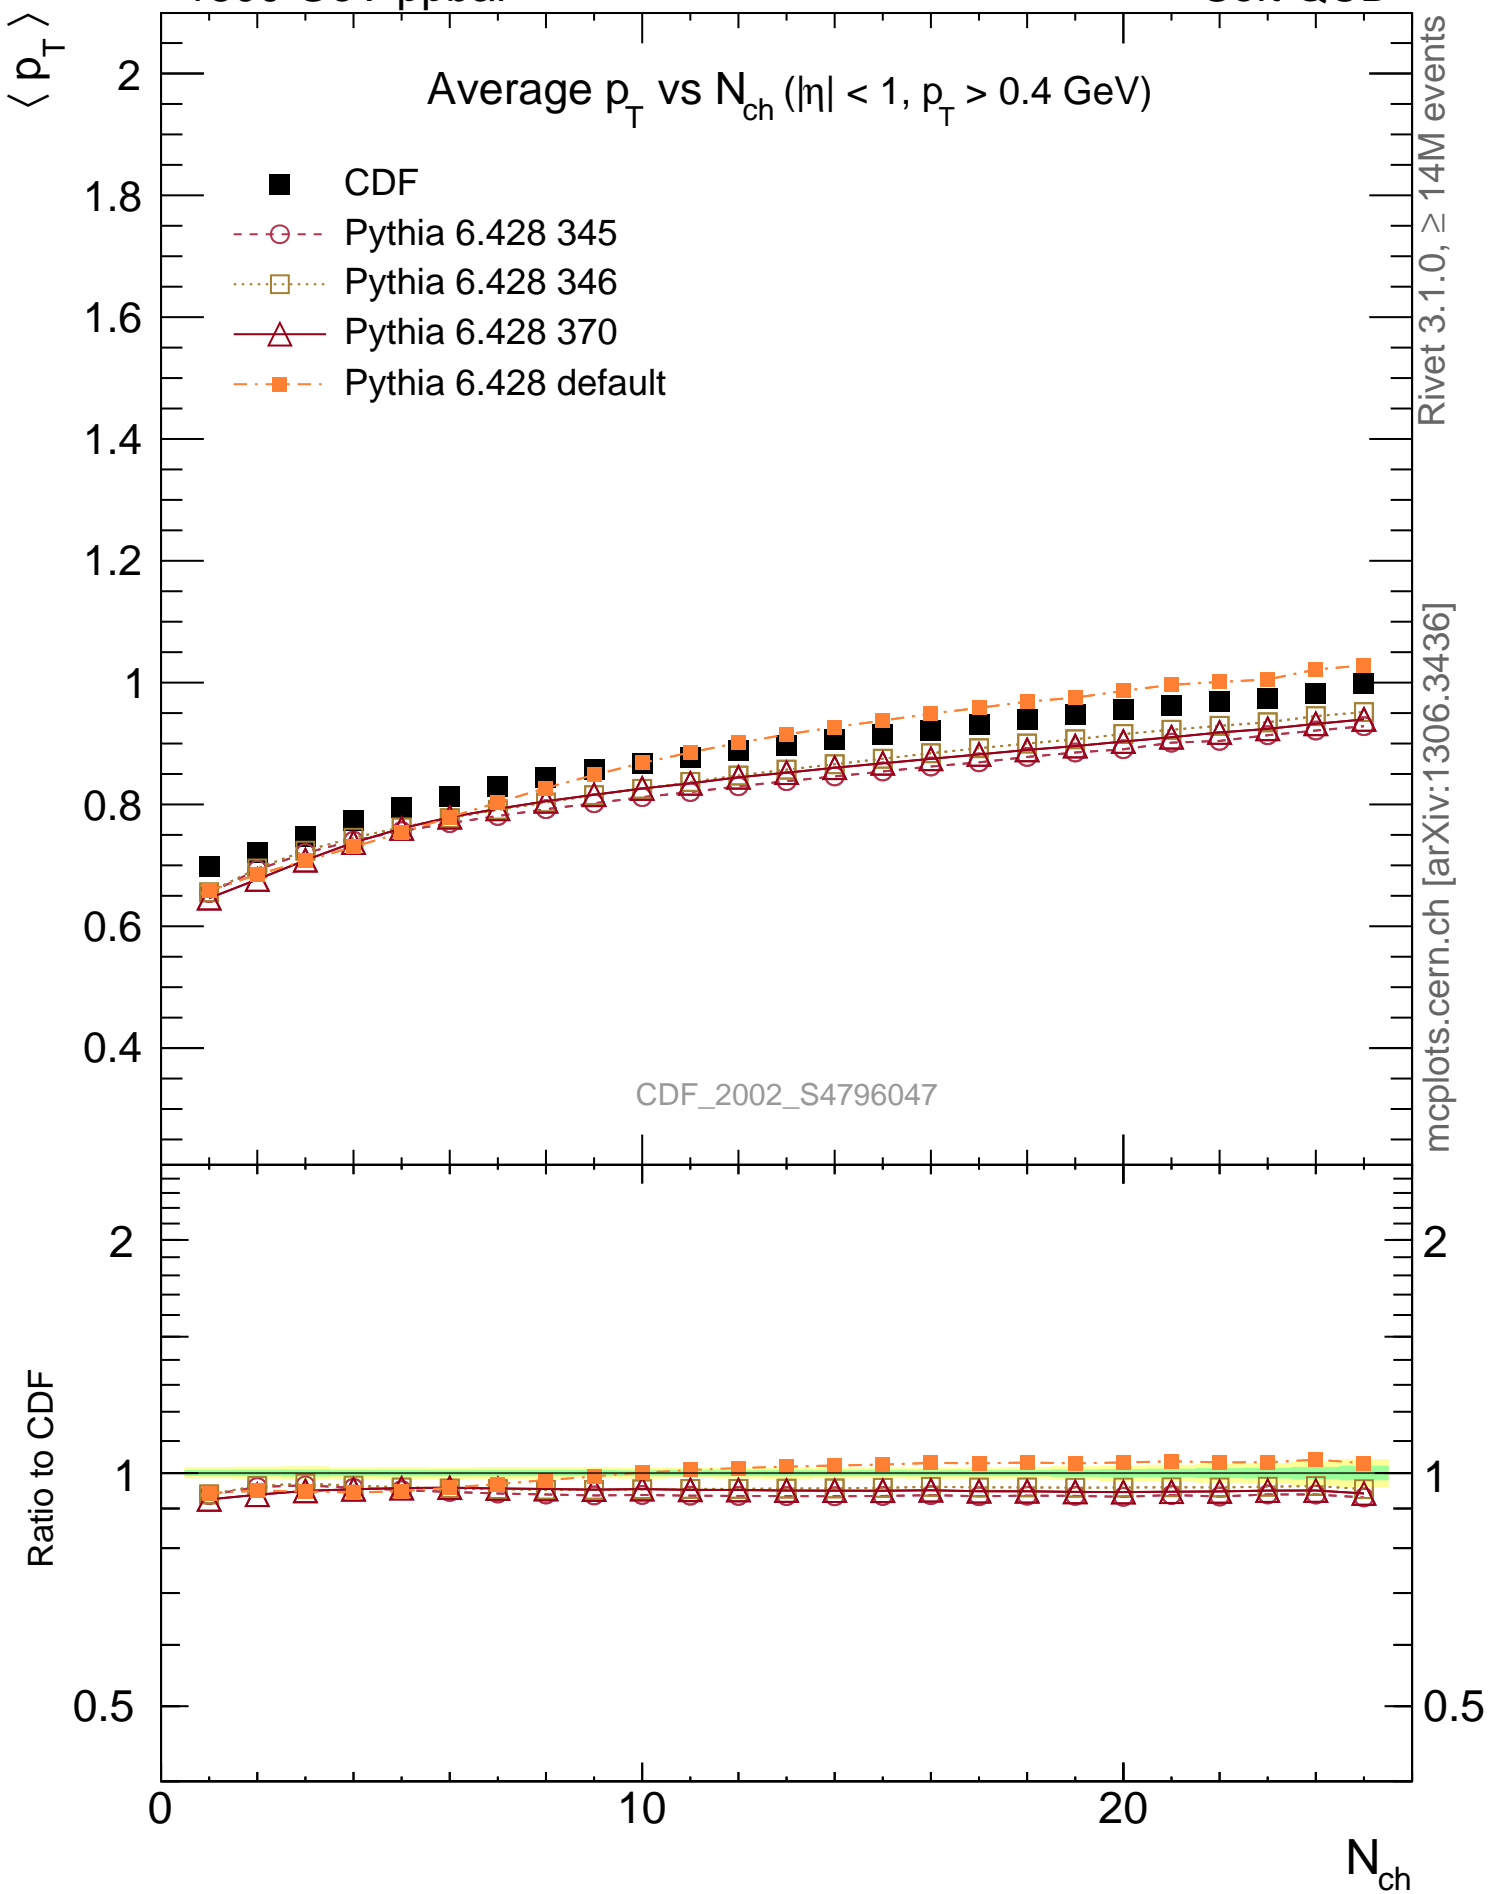 ⟨ p_T ⟩
Average p_T vs N_ch (|η| < 1, p_T > 0.4 GeV)
CDF
Pythia 6.428 345
Pythia 6.428 346
Pythia 6.428 370
Pythia 6.428 default
2
1.8
1.6
1.4
1.2
1
0.8
0.6
0.4
CDF_2002_S4796047
Rivet 3.1.0, ≥ 14M events
mcplots.cern.ch [arXiv:1306.3436]
Ratio to CDF
2
1
0.5
2
1
0.5
0
10
20
N_ch